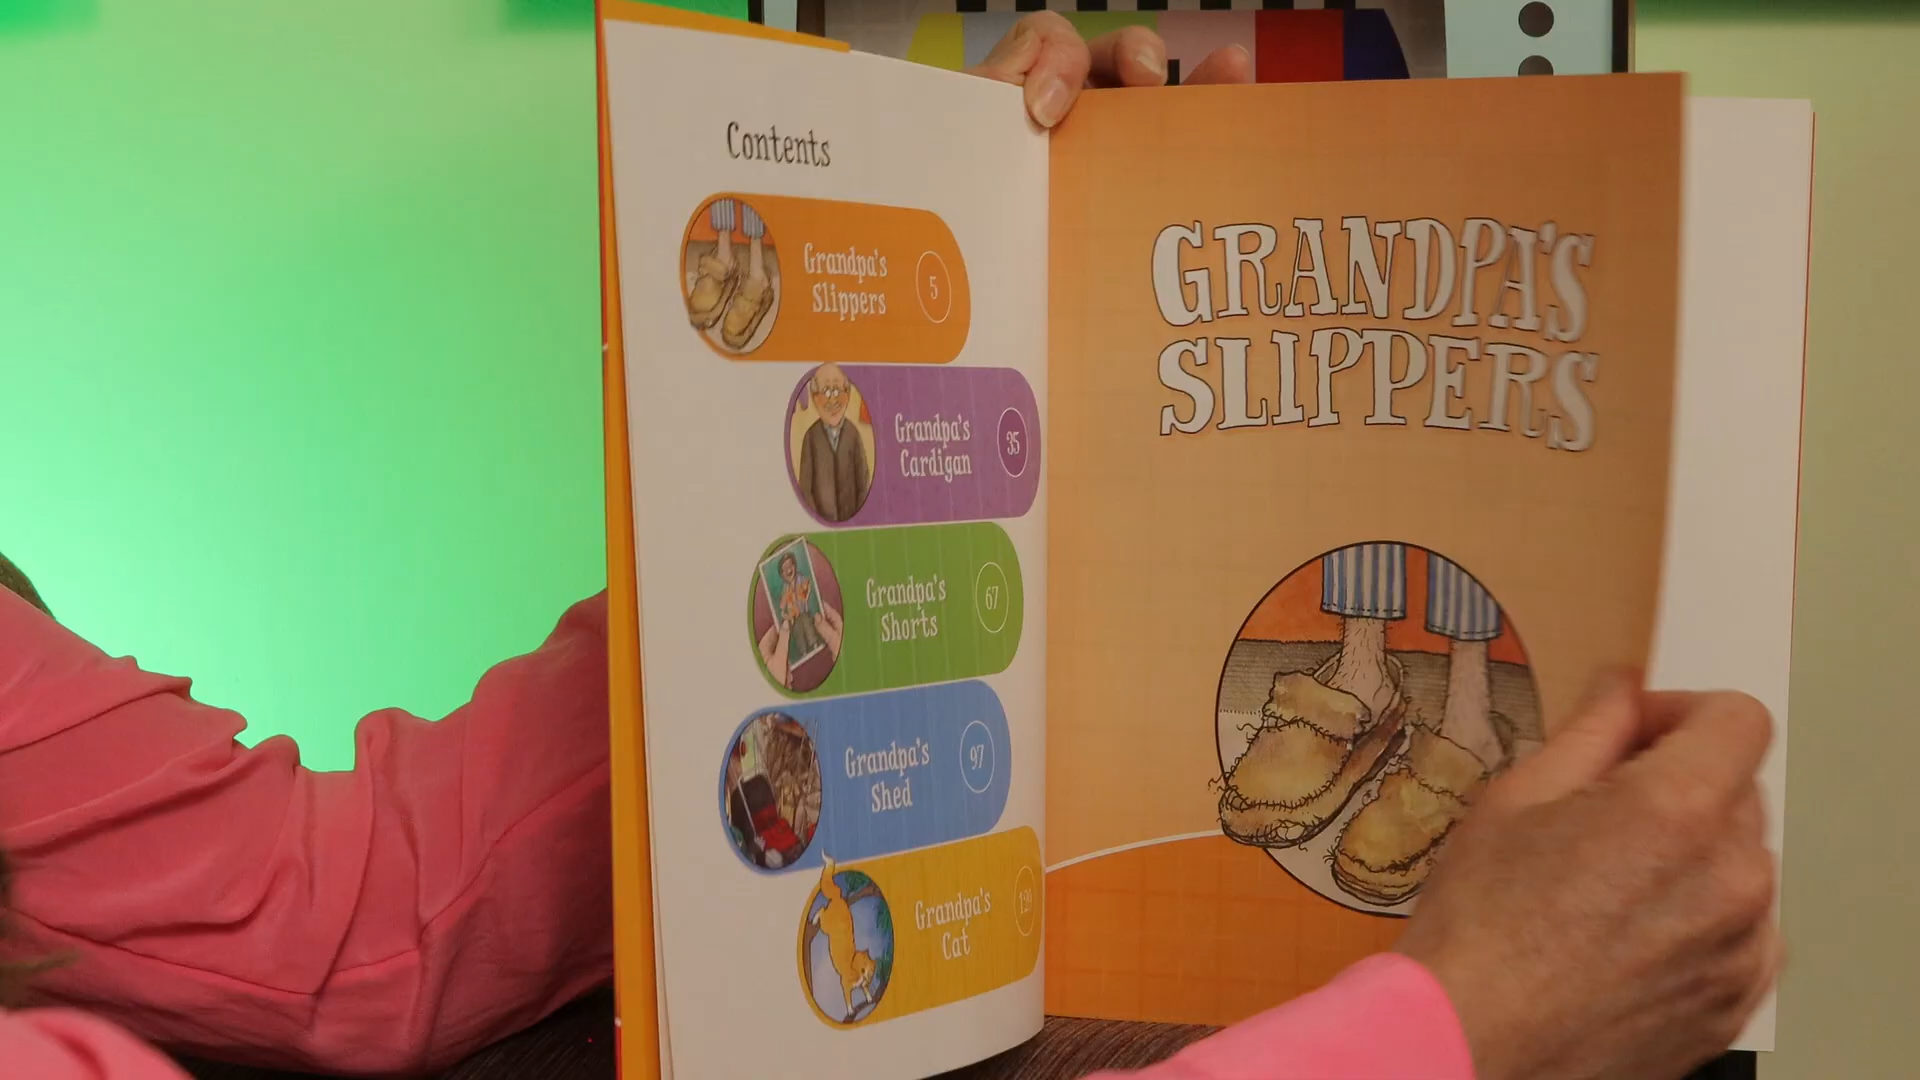 Contents
Grandpa's
Slippers
5
Grandpa's
Cardigan
35
Grandpa's
Shorts
67
Grandpa's
Shed
97
Grandpa's
Cat
GRANDPA'S
SLIPPERS